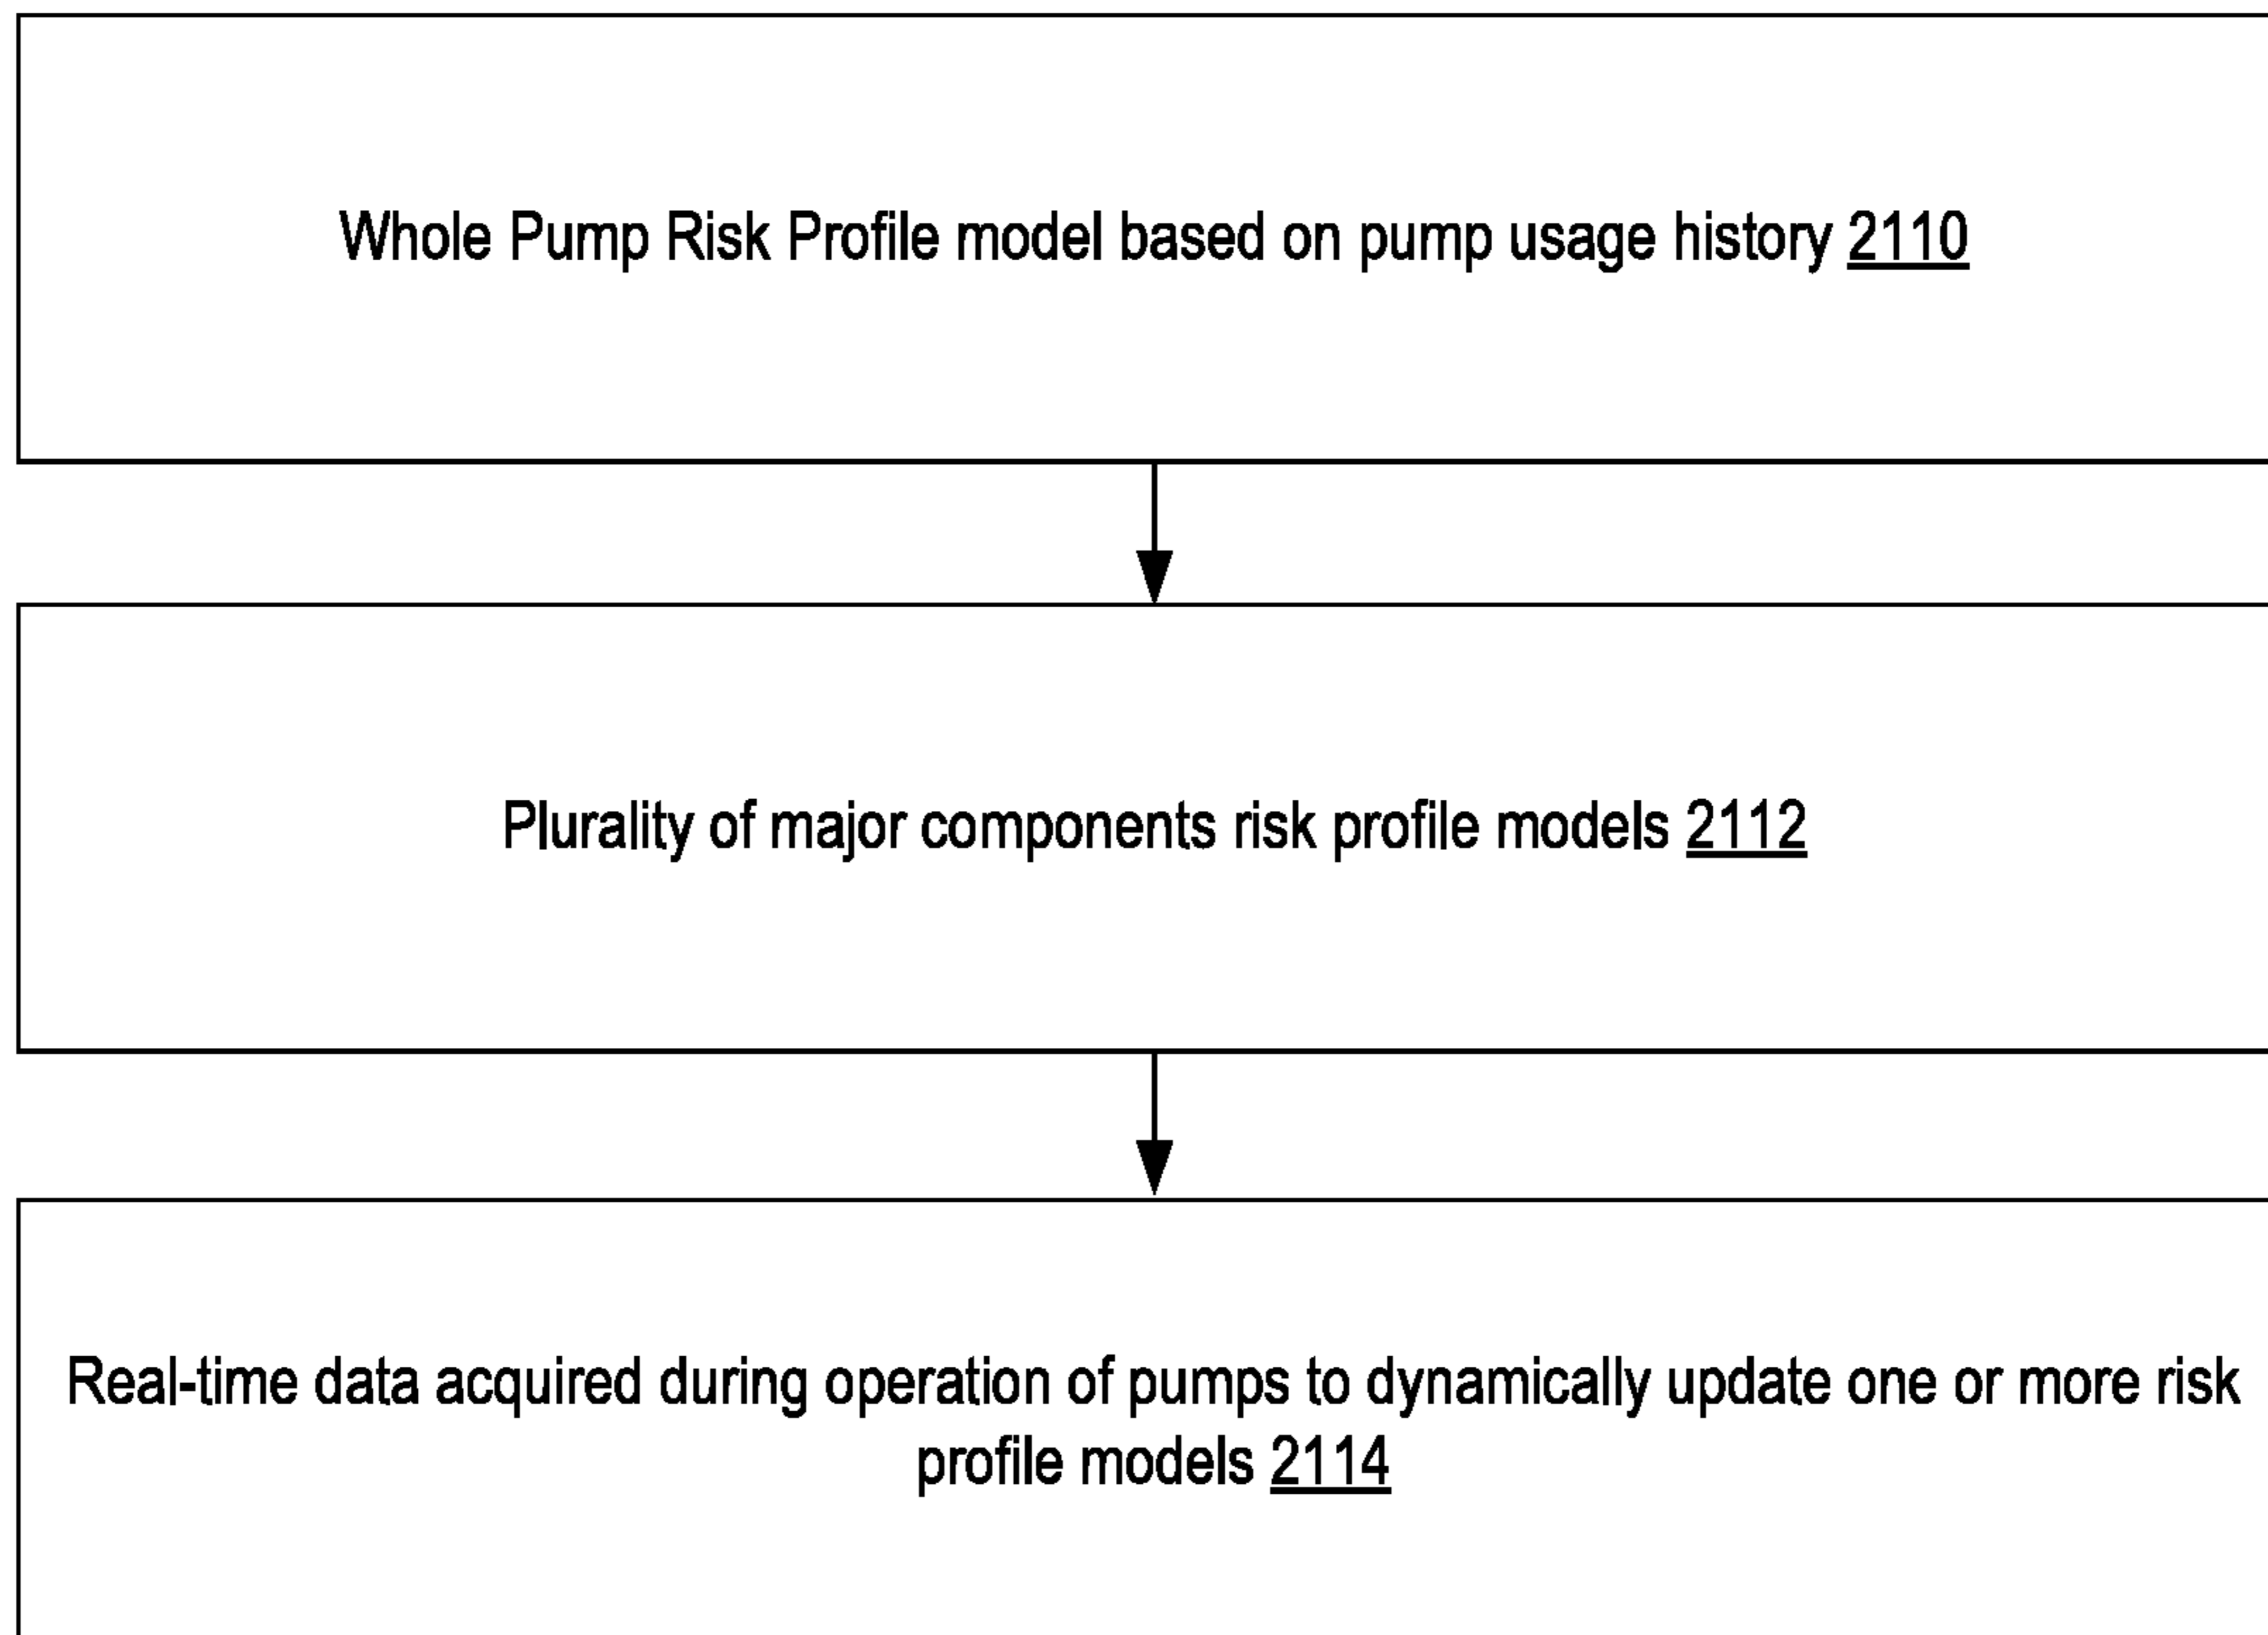 Whole Pump Risk Profile model based on pump usage history 2110
Plurality of major components risk profile models 2112
Real-time data acquired during operation of pumps to dynamically update one or more risk
profile models 2114